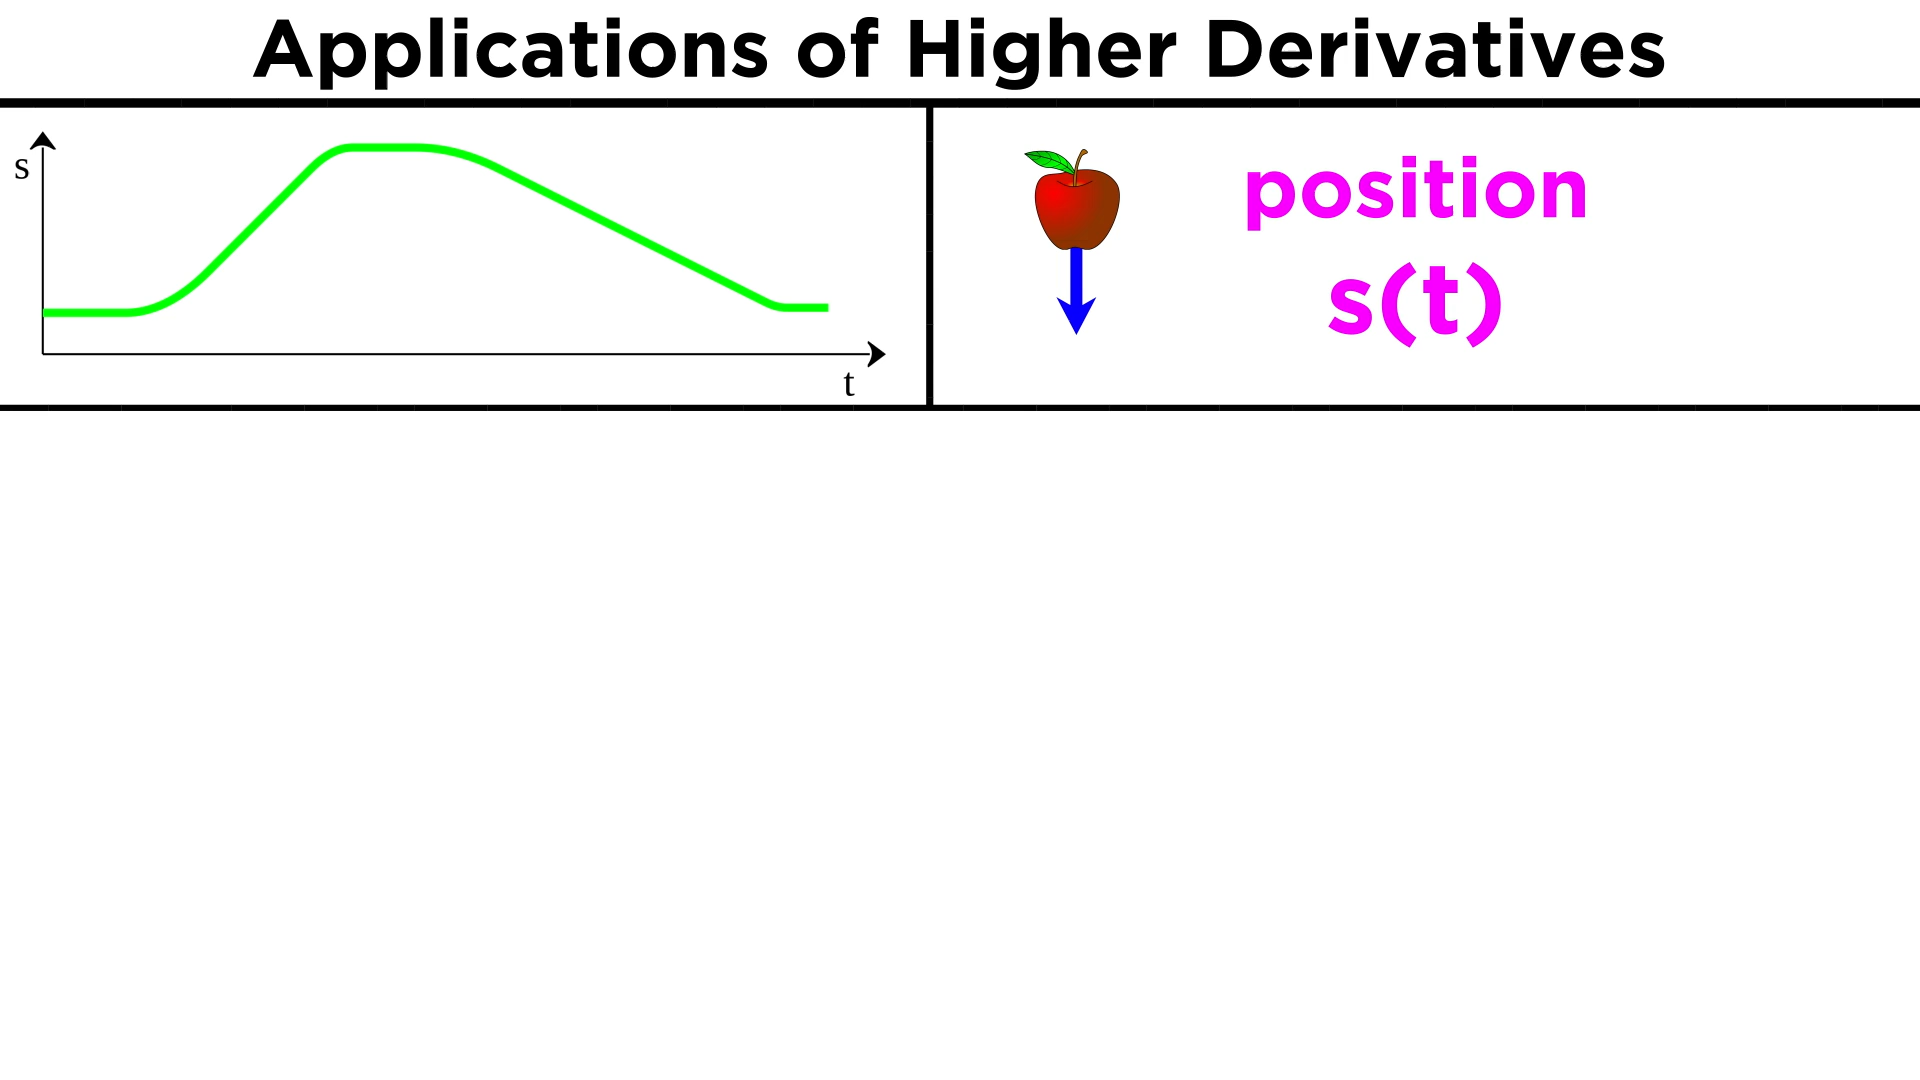 Applications of Higher Derivatives
s
t
position
s(t)